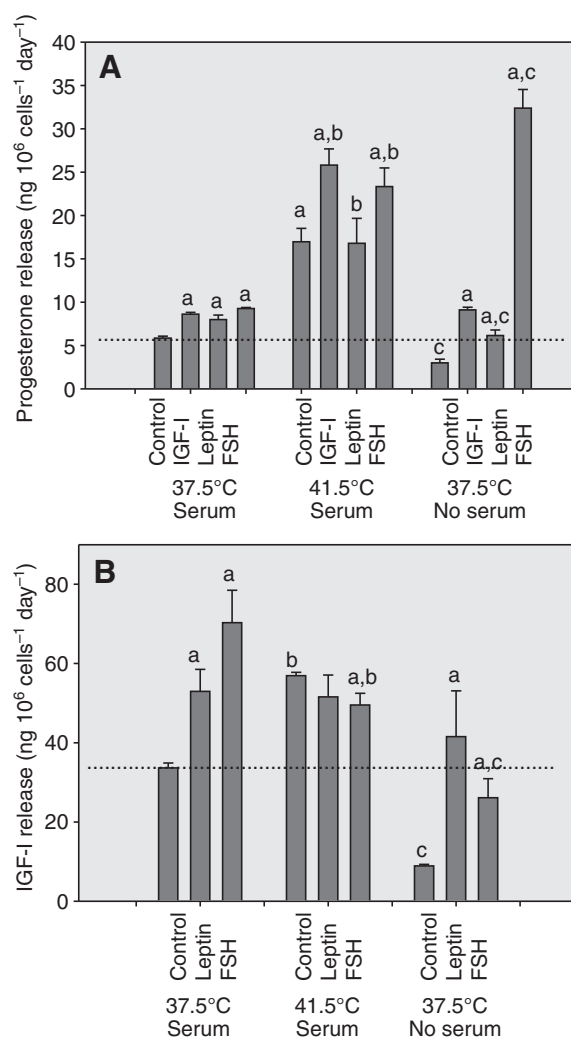 A
Progesterone release (ng 10⁶ cells⁻¹ day⁻¹)
40
35
30
25
20
15
10
5
0
a
a
a
a
a,b
b
a,b
c
a
a,c
a,c
Control
IGF-I
Leptin
FSH
Control
IGF-I
Leptin
FSH
Control
IGF-I
Leptin
FSH
37.5°C
Serum
41.5°C
Serum
37.5°C
No serum
B
IGF-I release (ng 10⁶ cells⁻¹ day⁻¹)
80
60
40
20
0
a
a
b
a,b
c
a
a,c
Control
Leptin
FSH
Control
Leptin
FSH
Control
Leptin
FSH
37.5°C
Serum
41.5°C
Serum
37.5°C
No serum